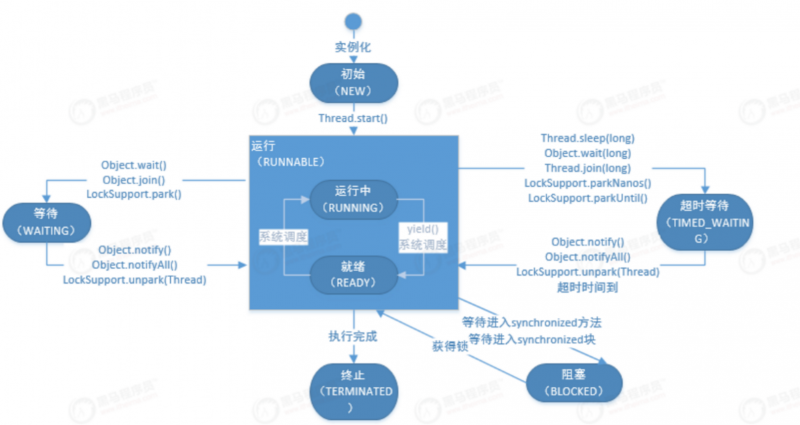 实例化
初始
（NEW）
Thread.start()
运行
（RUNNABLE）
运行中
（RUNNING）
系统调度
yield()
系统调度
就绪
（READY）
Object.wait()
Object.join()
LockSupport.park()
等待
（WAITING）
Object.notify()
Object.notifyAll()
LockSupport.unpark(Thread)
Thread.sleep(long)
Object.wait(long)
Thread.join(long)
LockSupport.parkNanos()
LockSupport.parkUntil()
超时等待
（TIMED_WAITIN
G）
Object.notify()
Object.notifyAll()
LockSupport.unpark(Thread)
超时时间到
等待进入synchronized方法
等待进入synchronized块
获得锁
执行完成
终止
（TERMINATED
）
阻塞
（BLOCKED）